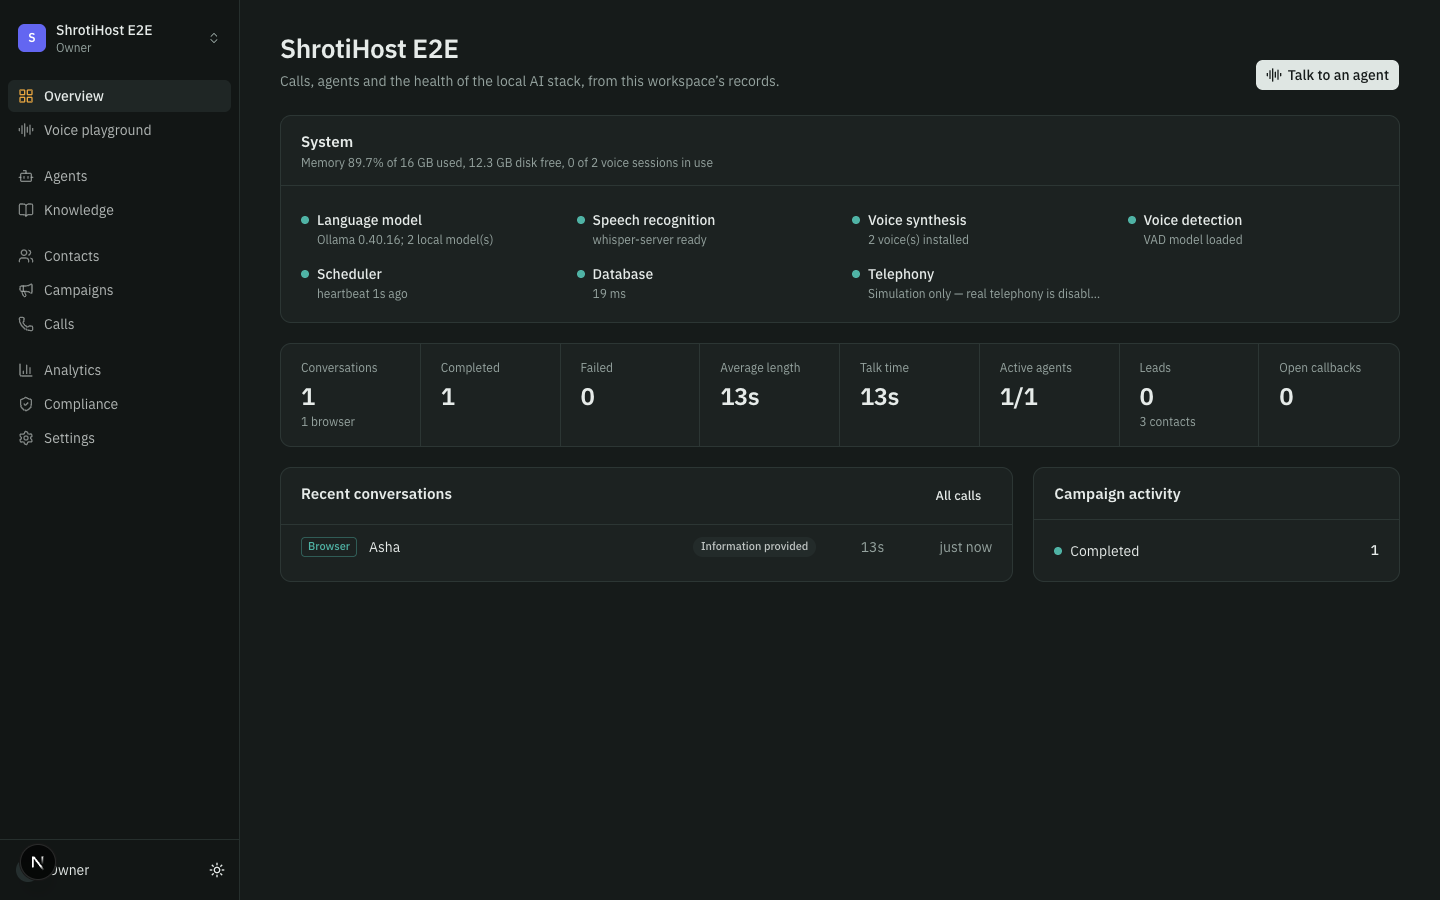 S
ShrotiHost E2E
Owner
Overview
Voice playground
Agents
Knowledge
Contacts
Campaigns
Calls
Analytics
Compliance
Settings
N
Owner
ShrotiHost E2E
Calls, agents and the health of the local AI stack, from this workspace’s records.
Talk to an agent
System
Memory 89.7% of 16 GB used, 12.3 GB disk free, 0 of 2 voice sessions in use
Language model
Ollama 0.40.16; 2 local model(s)
Speech recognition
whisper-server ready
Voice synthesis
2 voice(s) installed
Voice detection
VAD model loaded
Scheduler
heartbeat 1s ago
Database
19 ms
Telephony
Simulation only — real telephony is disabl...
Conversations
1
1 browser
Completed
1
Failed
0
Average length
13s
Talk time
13s
Active agents
1/1
Leads
0
3 contacts
Open callbacks
0
Recent conversations
All calls
Browser Asha Information provided 13s just now
Campaign activity
Completed 1